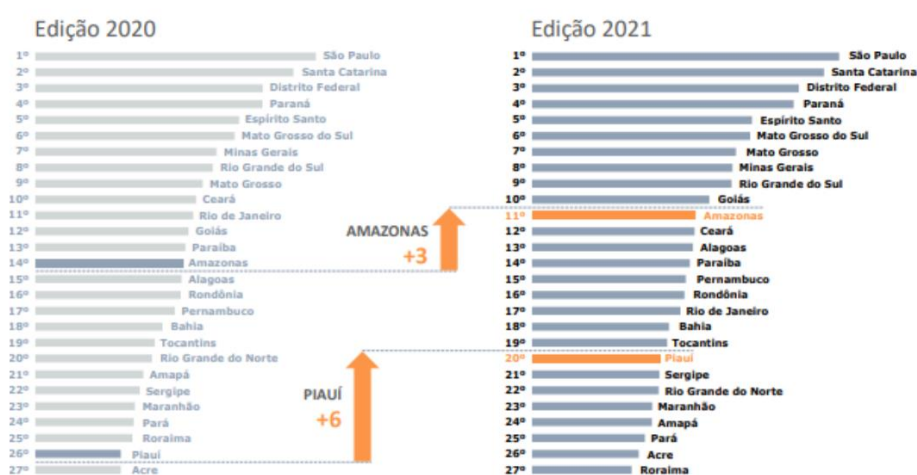 Edição 2020
1º São Paulo
2º Santa Catarina
3º Distrito Federal
4º Paraná
5º Espírito Santo
6º Mato Grosso do Sul
7º Minas Gerais
8º Rio Grande do Sul
9º Mato Grosso
10º Ceará
11º Rio de Janeiro
12º Goiás
13º Paraíba
14º Amazonas
15º Alagoas
16º Rondônia
17º Pernambuco
18º Bahia
19º Tocantins
20º Rio Grande do Norte
21º Amapá
22º Sergipe
23º Maranhão
24º Pará
25º Roraima
26º Piauí
27º Acre
AMAZONAS
+3
PIAUÍ
+6
Edição 2021
1º São Paulo
2º Santa Catarina
3º Distrito Federal
4º Paraná
5º Espírito Santo
6º Mato Grosso do Sul
7º Mato Grosso
8º Minas Gerais
9º Rio Grande do Sul
10º Goiás
11º Amazonas
12º Ceará
13º Alagoas
14º Paraíba
15º Pernambuco
16º Rondônia
17º Rio de Janeiro
18º Bahia
19º Tocantins
20º Piauí
21º Sergipe
22º Rio Grande do Norte
23º Maranhão
24º Amapá
25º Pará
26º Acre
27º Roraima